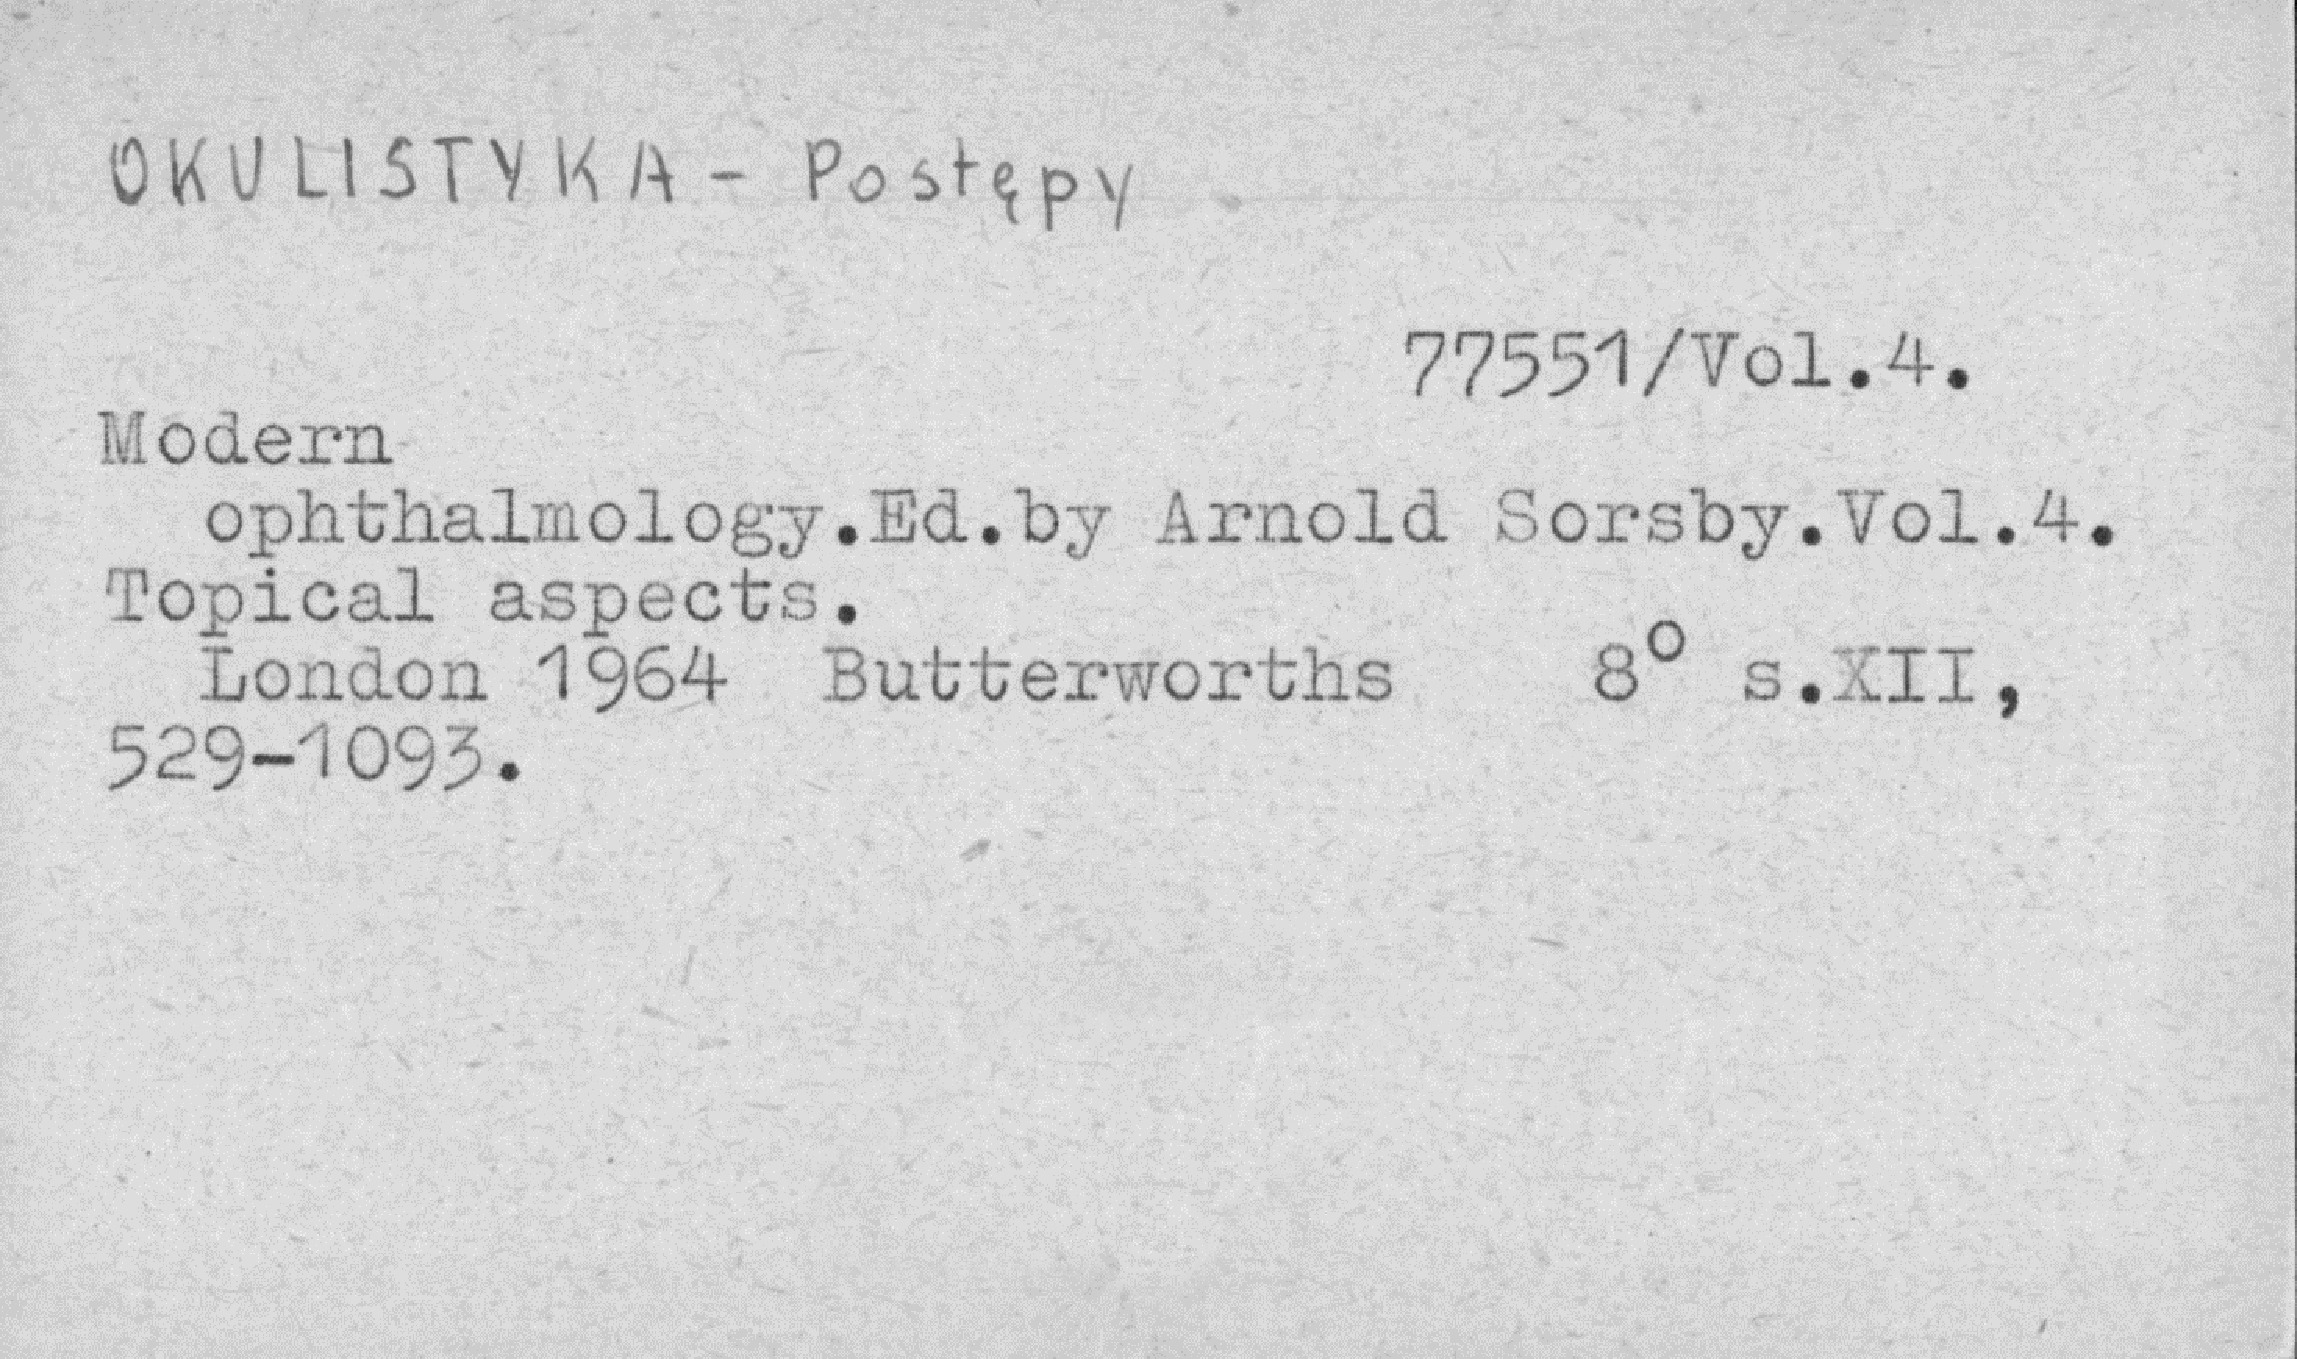 OKULISTYKA - Postępy
77551/Vol.4.
Modern
ophthalmology.Ed.by Arnold Sorsby.Vol.4.
Topical aspects.
London 1964 Butterworths 8° s.XII,
529-1093.